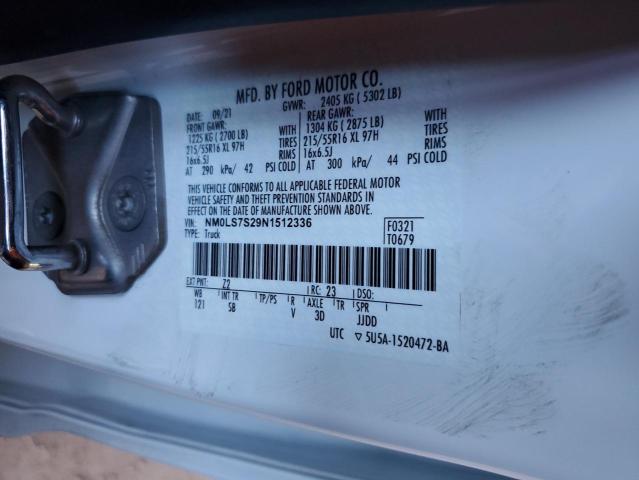 MFD. BY FORD MOTOR CO.
DATE: 09/21 GVWR: 2405 KG ( 5302 LB)
FRONT GAWR: REAR GAWR:
1225 KG ( 2700 LB) WITH 1304 KG ( 2875 LB) WITH
215/55R16 XL 97H TIRES 215/55R16 XL 97H TIRES
16x6.5J RIMS 16x6.5J RIMS
AT 290 kPa/ 42 PSI COLD AT 300 kPa/ 44 PSI COLD
THIS VEHICLE CONFORMS TO ALL APPLICABLE FEDERAL MOTOR
VEHICLE SAFETY AND THEFT PREVENTION STANDARDS IN
EFFECT ON THE DATE OF MANUFACTURE SHOWN ABOVE.
VIN: NM0LS7S29N1512336 F0321
TYPE: Truck T0679
EXT PNT: Z2 RC: 23 DSO:
WB INT TR TP/PS R AXLE TR SPR
121 SB V 3D JJDD
UTC ▽ 5U5A-1520472-BA